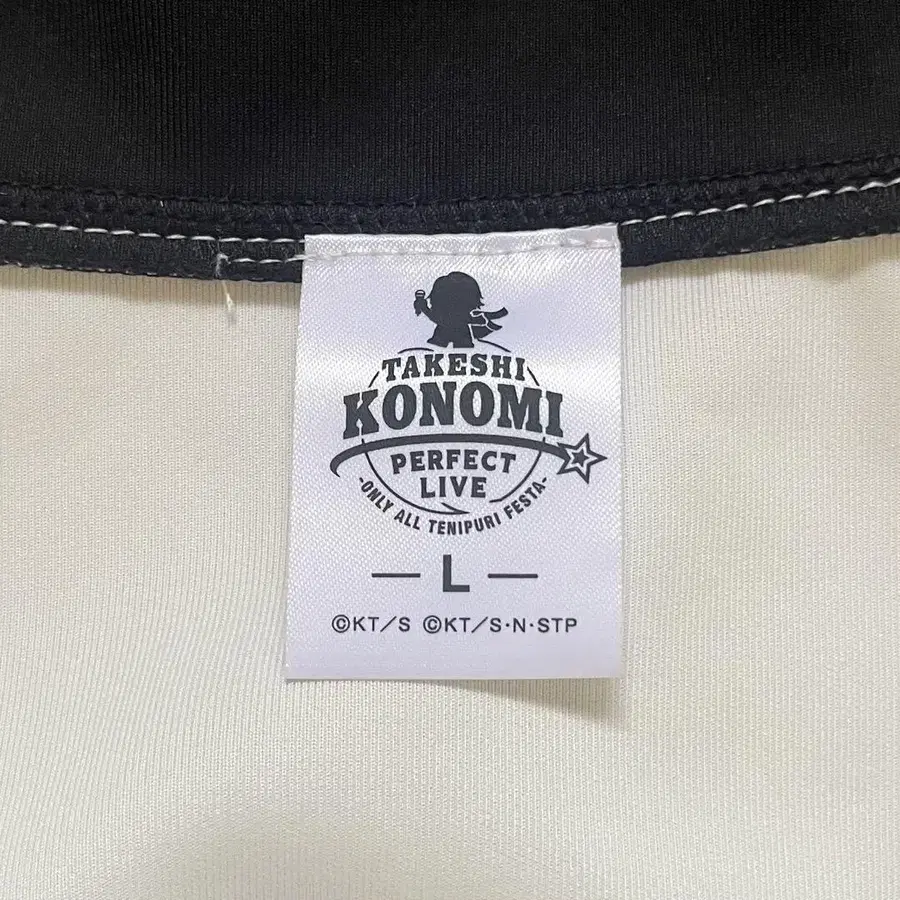 TAKESHI
KONOMI
PERFECT
LIVE
-ONLY ALL TENIPURI FESTA-
— L —
©KT/S ©KT/S·N·STP